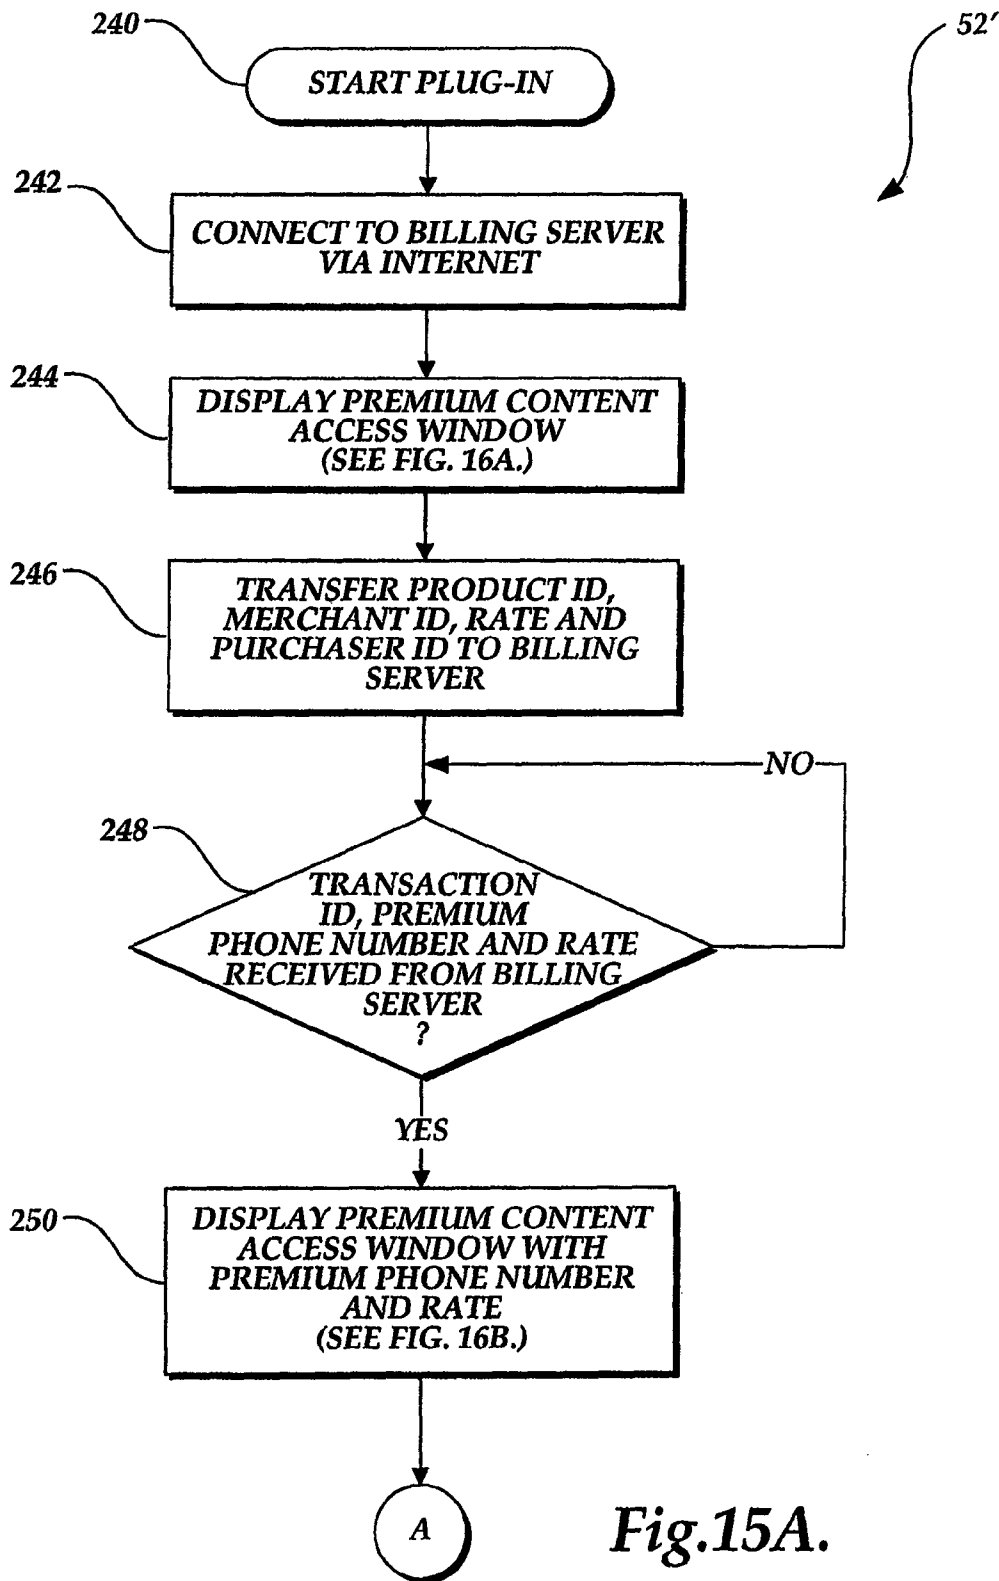 240
52'
START PLUG-IN
242
CONNECT TO BILLING SERVER
VIA INTERNET
244
DISPLAY PREMIUM CONTENT
ACCESS WINDOW
(SEE FIG. 16A.)
246
TRANSFER PRODUCT ID,
MERCHANT ID, RATE AND
PURCHASER ID TO BILLING
SERVER
NO
248
TRANSACTION
ID, PREMIUM
PHONE NUMBER AND RATE
RECEIVED FROM BILLING
SERVER
?
YES
250
DISPLAY PREMIUM CONTENT
ACCESS WINDOW WITH
PREMIUM PHONE NUMBER
AND RATE
(SEE FIG. 16B.)
A
Fig.15A.